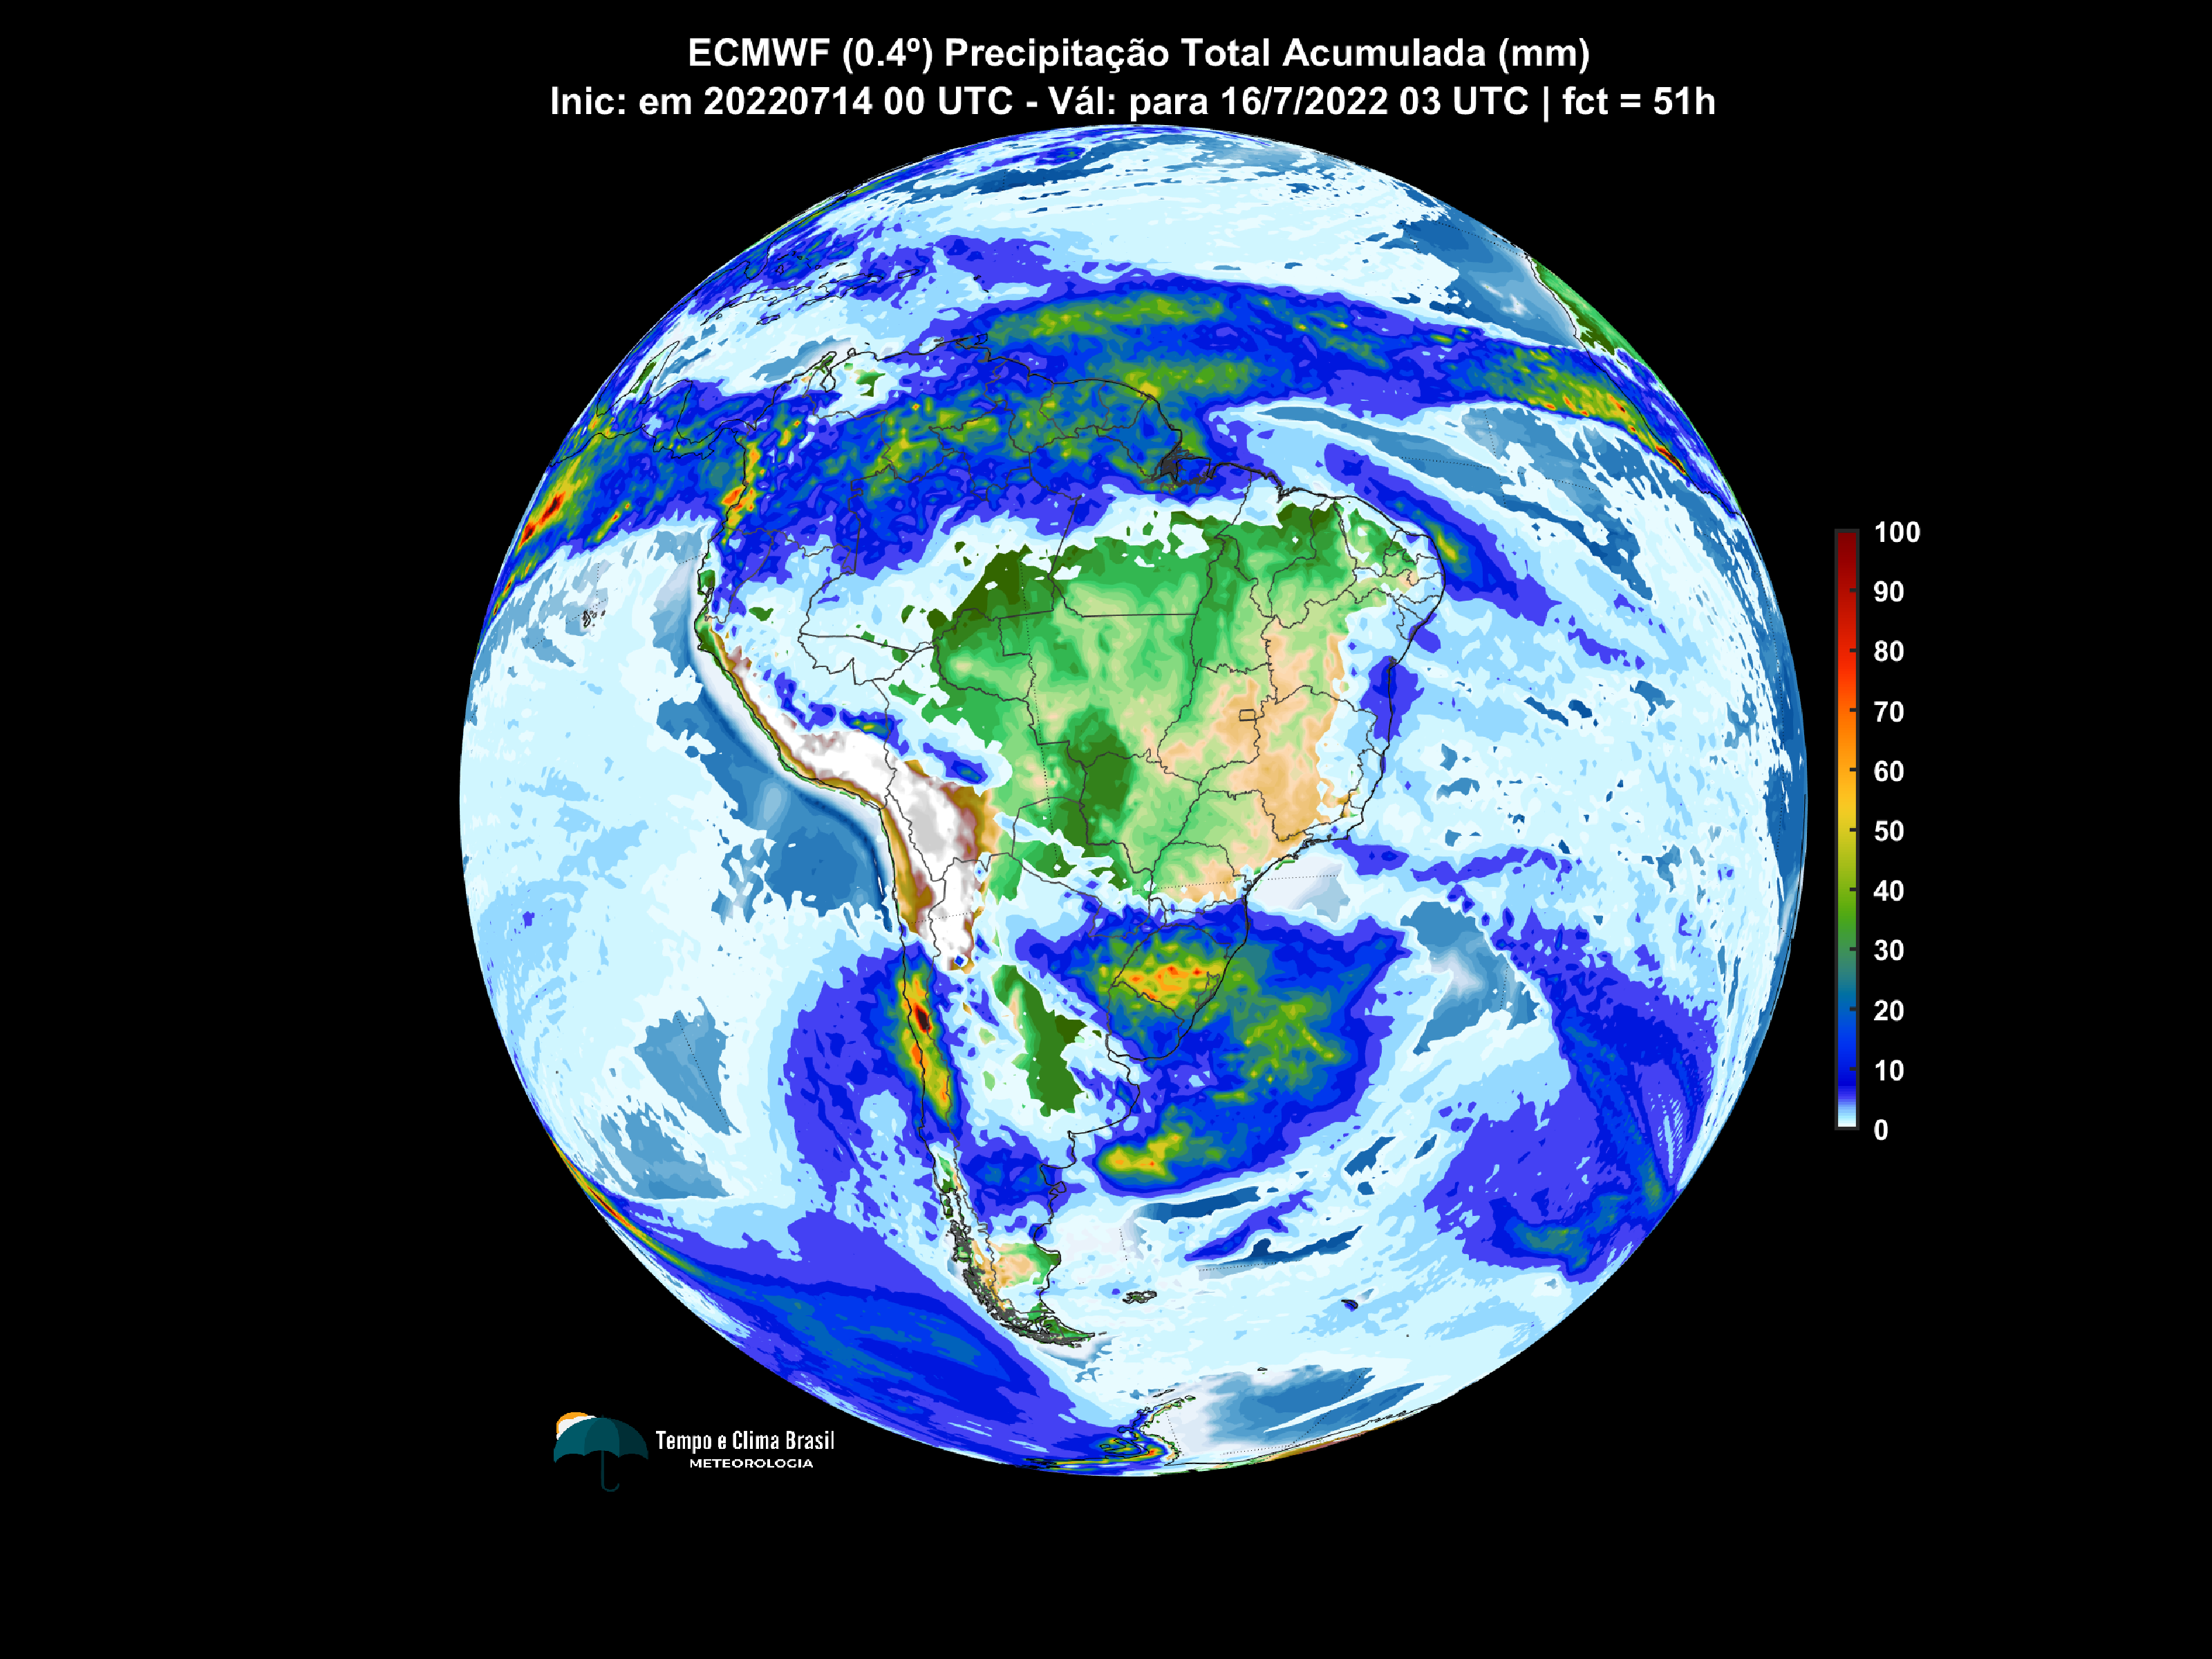 ECMWF (0.4º) Precipitação Total Acumulada (mm)
Inic: em 20220714 00 UTC - Vál: para 16/7/2022 03 UTC | fct = 51h
100
90
80
70
60
50
40
30
20
10
0
Tempo e Clima Brasil
METEOROLOGIA